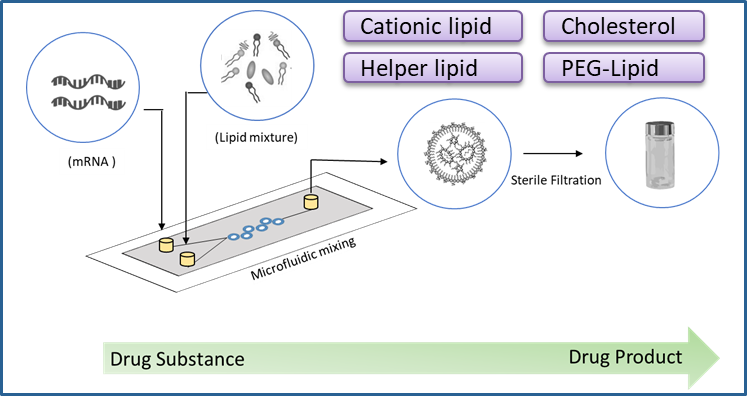 Cationic lipid
Cholesterol
Helper lipid
PEG-Lipid
(mRNA )
(Lipid mixture)
Sterile Filtration
Microfluidic mixing
Drug Substance
Drug Product